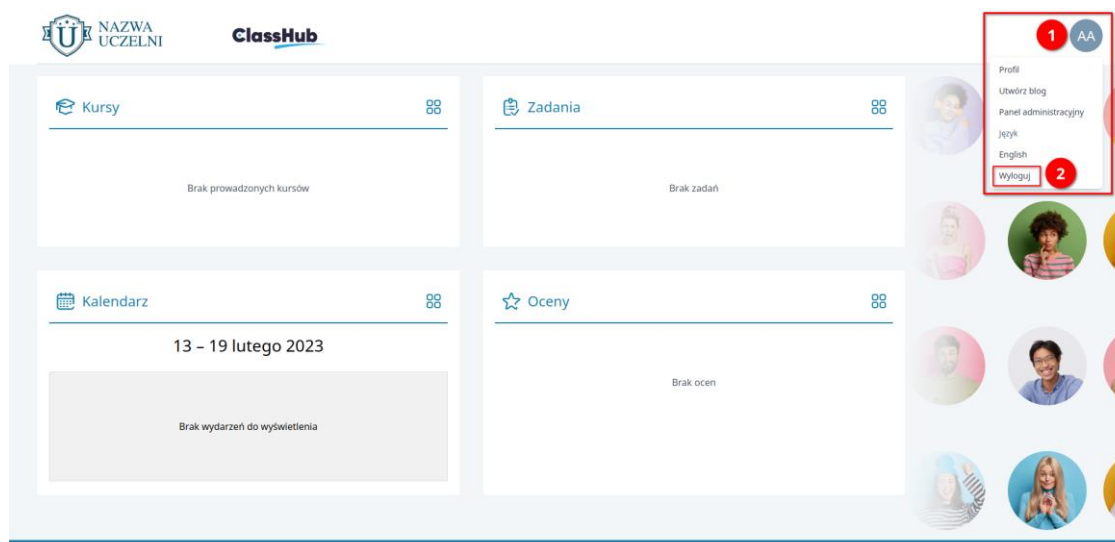 NAZWA
UCZELNI
ClassHub
1
AA
Profil
Utwórz blog
Panel administracyjny
Język
English
Wyloguj
2
Kursy
Brak prowadzonych kursów
Zadania
Brak zadań
Kalendarz
13 – 19 lutego 2023
Brak wydarzeń do wyświetlenia
Oceny
Brak ocen